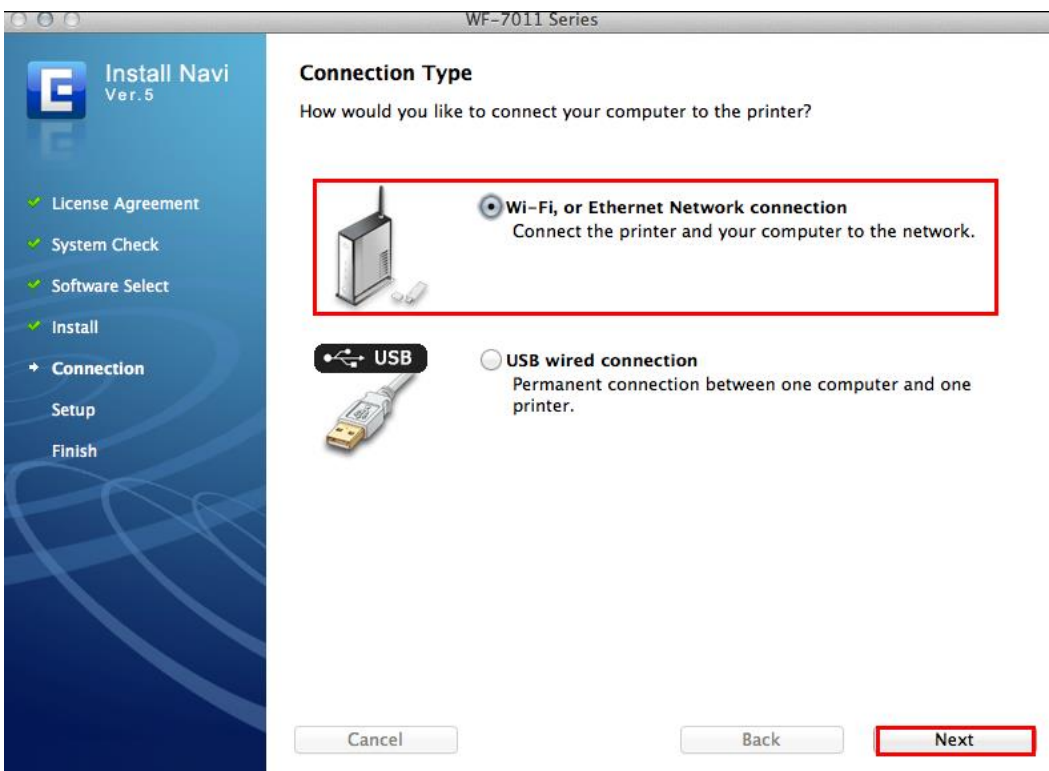 WF-7011 Series
Install Navi
Ver.5
License Agreement
System Check
Software Select
Install
Connection
Setup
Finish
Connection Type
How would you like to connect your computer to the printer?
Wi-Fi, or Ethernet Network connection
Connect the printer and your computer to the network.
USB
USB wired connection
Permanent connection between one computer and one
printer.
Cancel
Back
Next